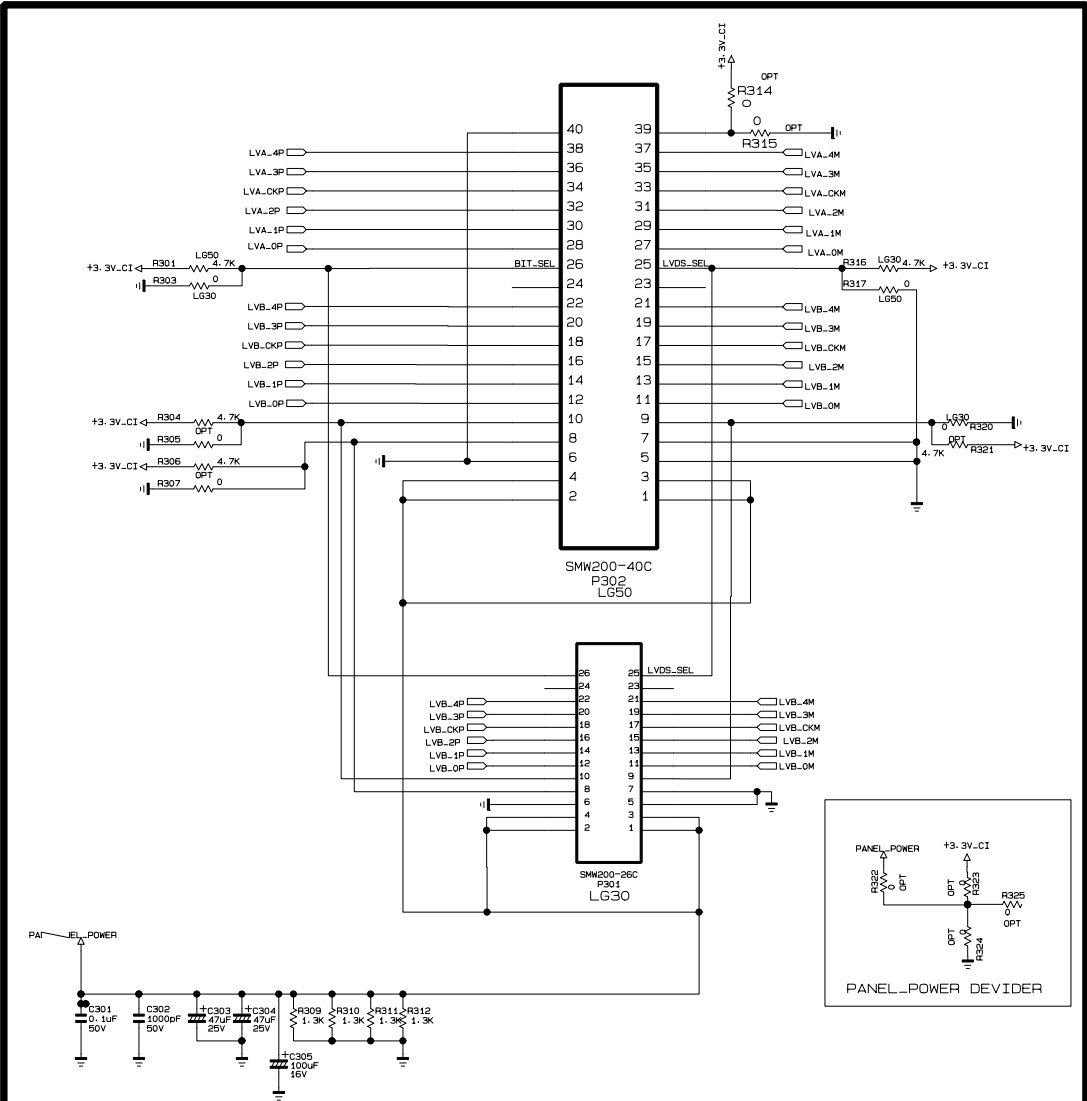 +3.3V_CI
OPT
R314
0
0
OPT
R315
40 39
LVA_4P 38 37 LVA_4M
LVA_3P 36 35 LVA_3M
LVA_CKP 34 33 LVA_CKM
LVA_2P 32 31 LVA_2M
LVA_1P 30 29 LVA_1M
LVA_0P 28 27 LVA_0M
LG50
+3.3V_CI R301 4.7K BIT_SEL 26 25 LVDS_SEL R316 LG30 4.7K +3.3V_CI
R303 0 24 23 R317 0
LG30 LG50
LVB_4P 22 21 LVB_4M
LVB_3P 20 19 LVB_3M
LVB_CKP 18 17 LVB_CKM
LVB_2P 16 15 LVB_2M
LVB_1P 14 13 LVB_1M
LVB_0P 12 11 LVB_0M
+3.3V_CI R304 4.7K 10 9 LG30
OPT 0 R320
R305 0 8 7 OPT
+3.3V_CI R306 4.7K 6 5 4.7K R321 +3.3V_CI
OPT
R307 0 4 3
2 1
SMW200-40C
P302
LG50
26 25 LVDS_SEL
24 23
LVB_4P 22 21 LVB_4M
LVB_3P 20 19 LVB_3M
LVB_CKP 18 17 LVB_CKM
LVB_2P 16 15 LVB_2M
LVB_1P 14 13 LVB_1M
LVB_0P 12 11 LVB_0M
10 9
8 7
6 5
4 3
2 1
SMW200-26C
P301
LG30
PANEL_POWER +3.3V_CI
R322 0 OPT
OPT 0 R323
R325
0
OPT
OPT 0 R324
PANEL_POWER DEVIDER
PA EL_POWER
C301 0.1uF 50V
C302 1000pF 50V
C303 47uF 25V
C304 47uF 25V
C305 100uF 16V
R309 1.3K
R310 1.3K
R311 1.3K
R312 1.3K